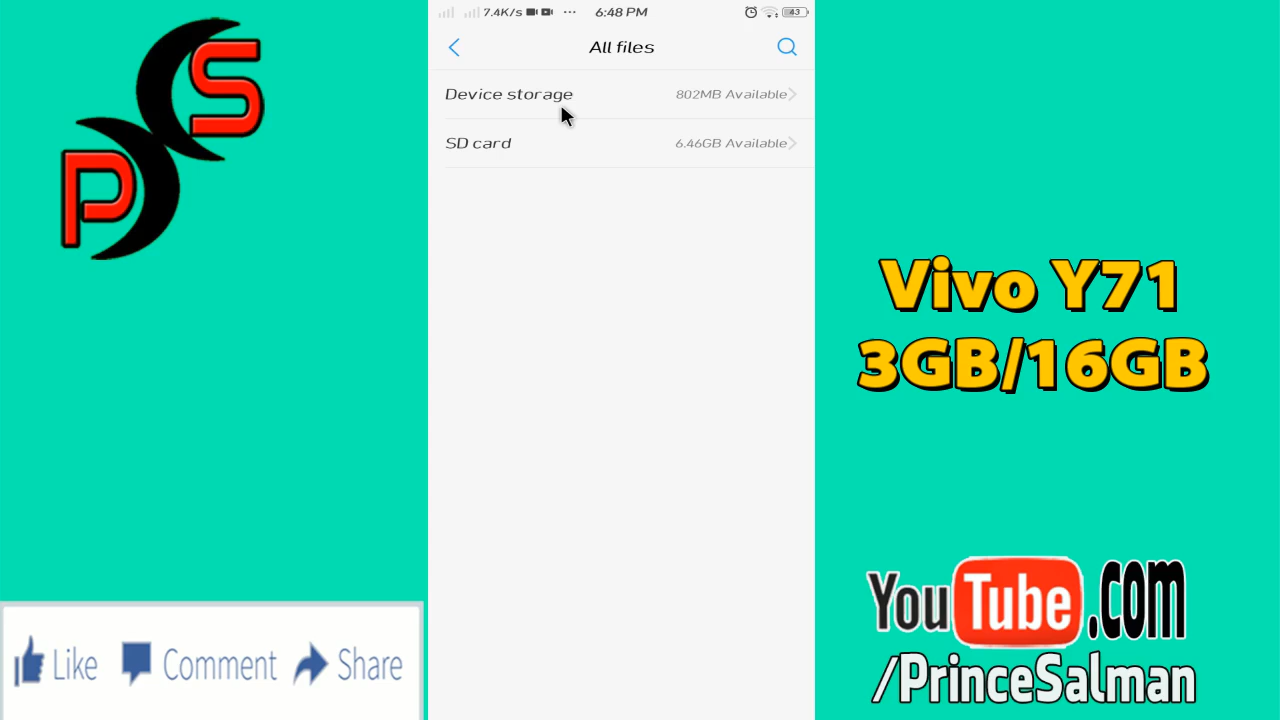 PS
7.4K/s ... 6:48 PM 43
All files
Device storage 802MB Available
SD card 6.46GB Available
Vivo Y71
3GB/16GB
Like Comment Share
YouTube.com
/PrinceSalman